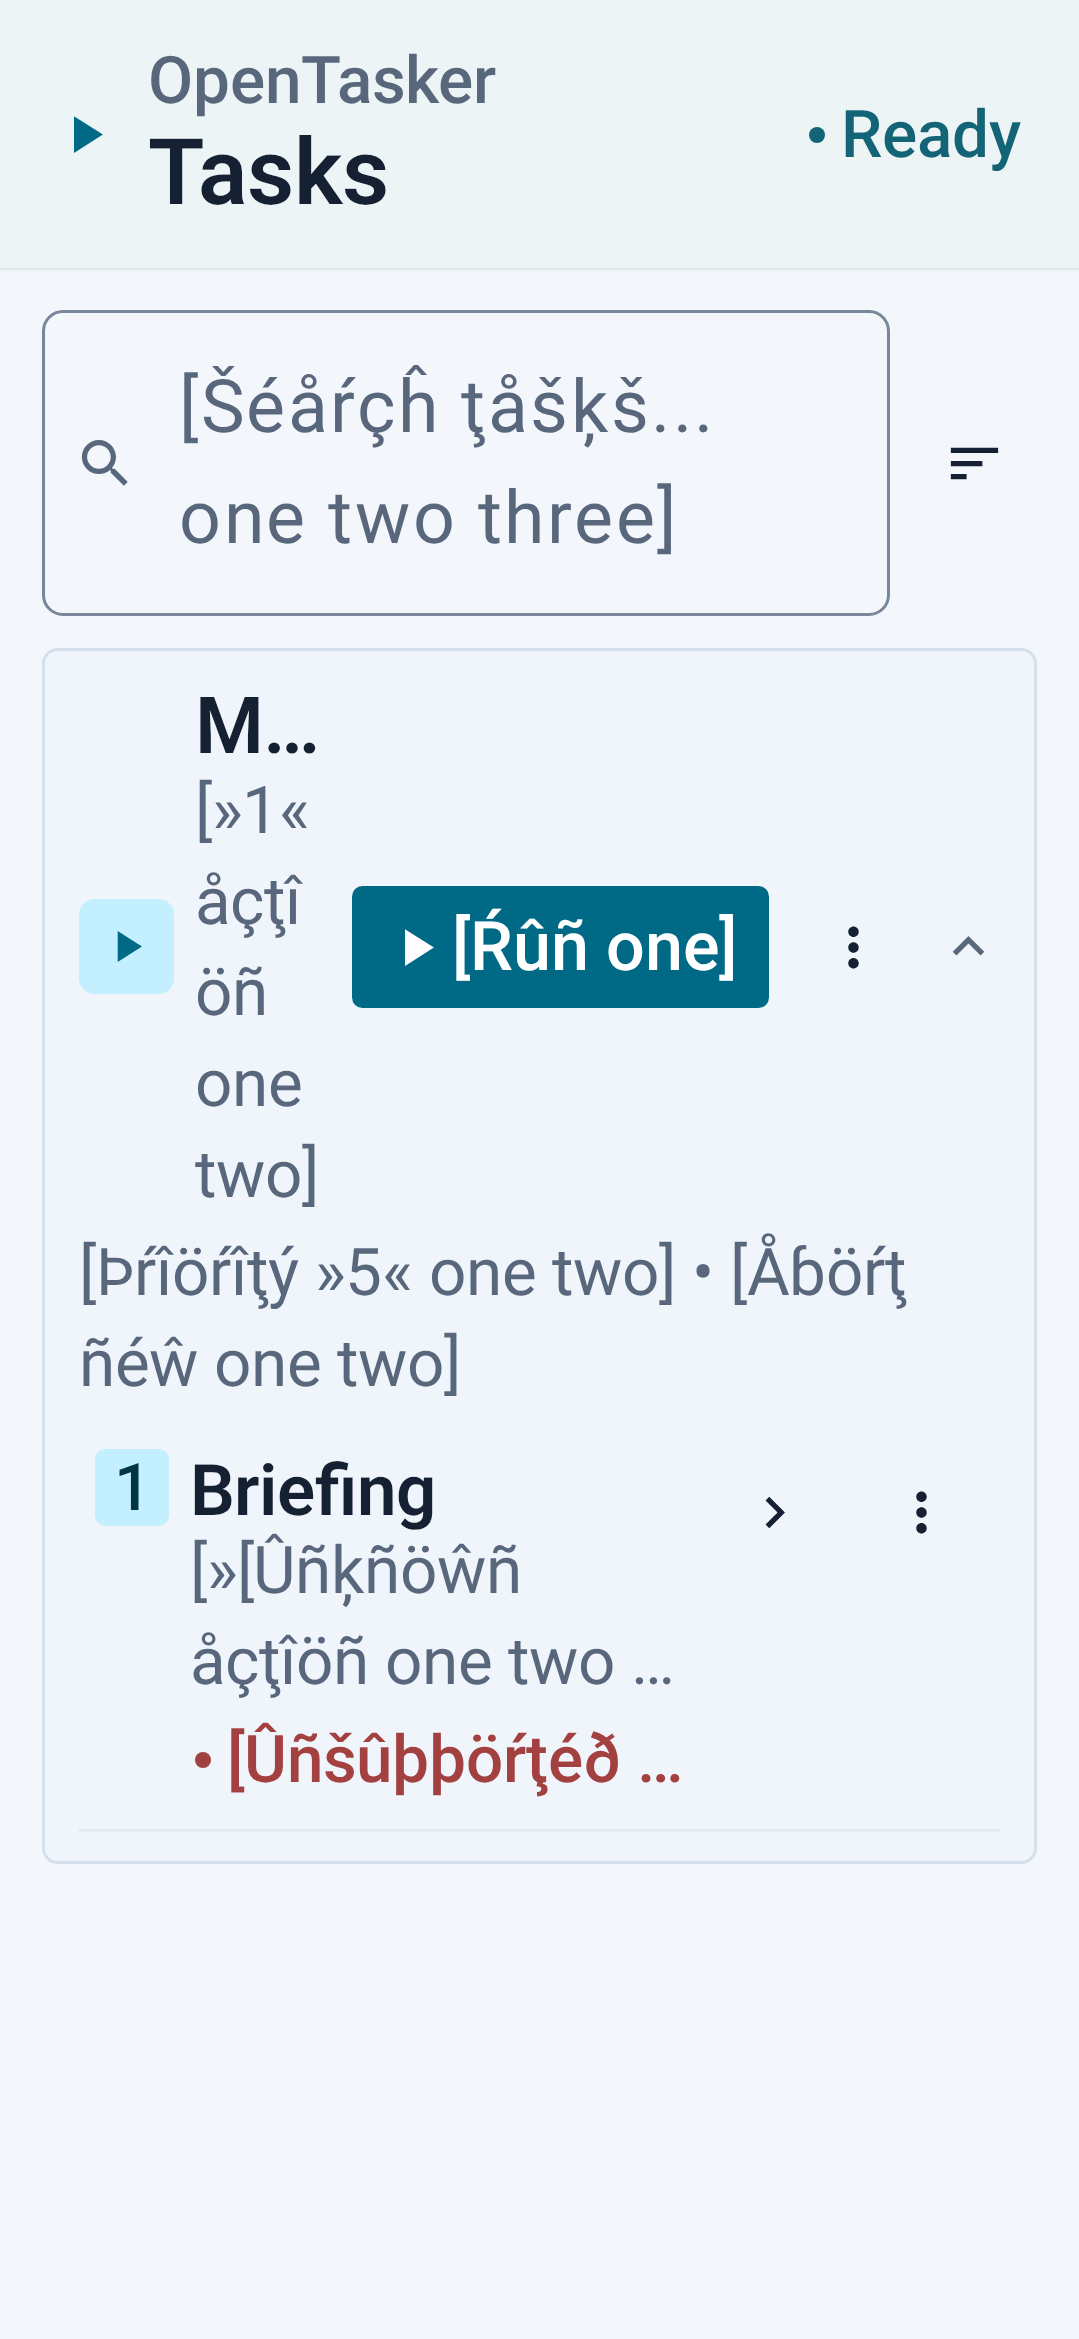 OpenTasker
Tasks
• Ready
[Šéåŕçĥ ţåšķš...
one two three]
M...
[»1«
åçţî
öñ
one
two]
[Ŕûñ one]
[Þŕîöŕîţý »5« one two] • [Åƀöŕţ
ñéŵ one two]
1
Briefing
[»[Ûñķñöŵñ
åçţîöñ one two ...
• [Ûñšûþþöŕţéð ...